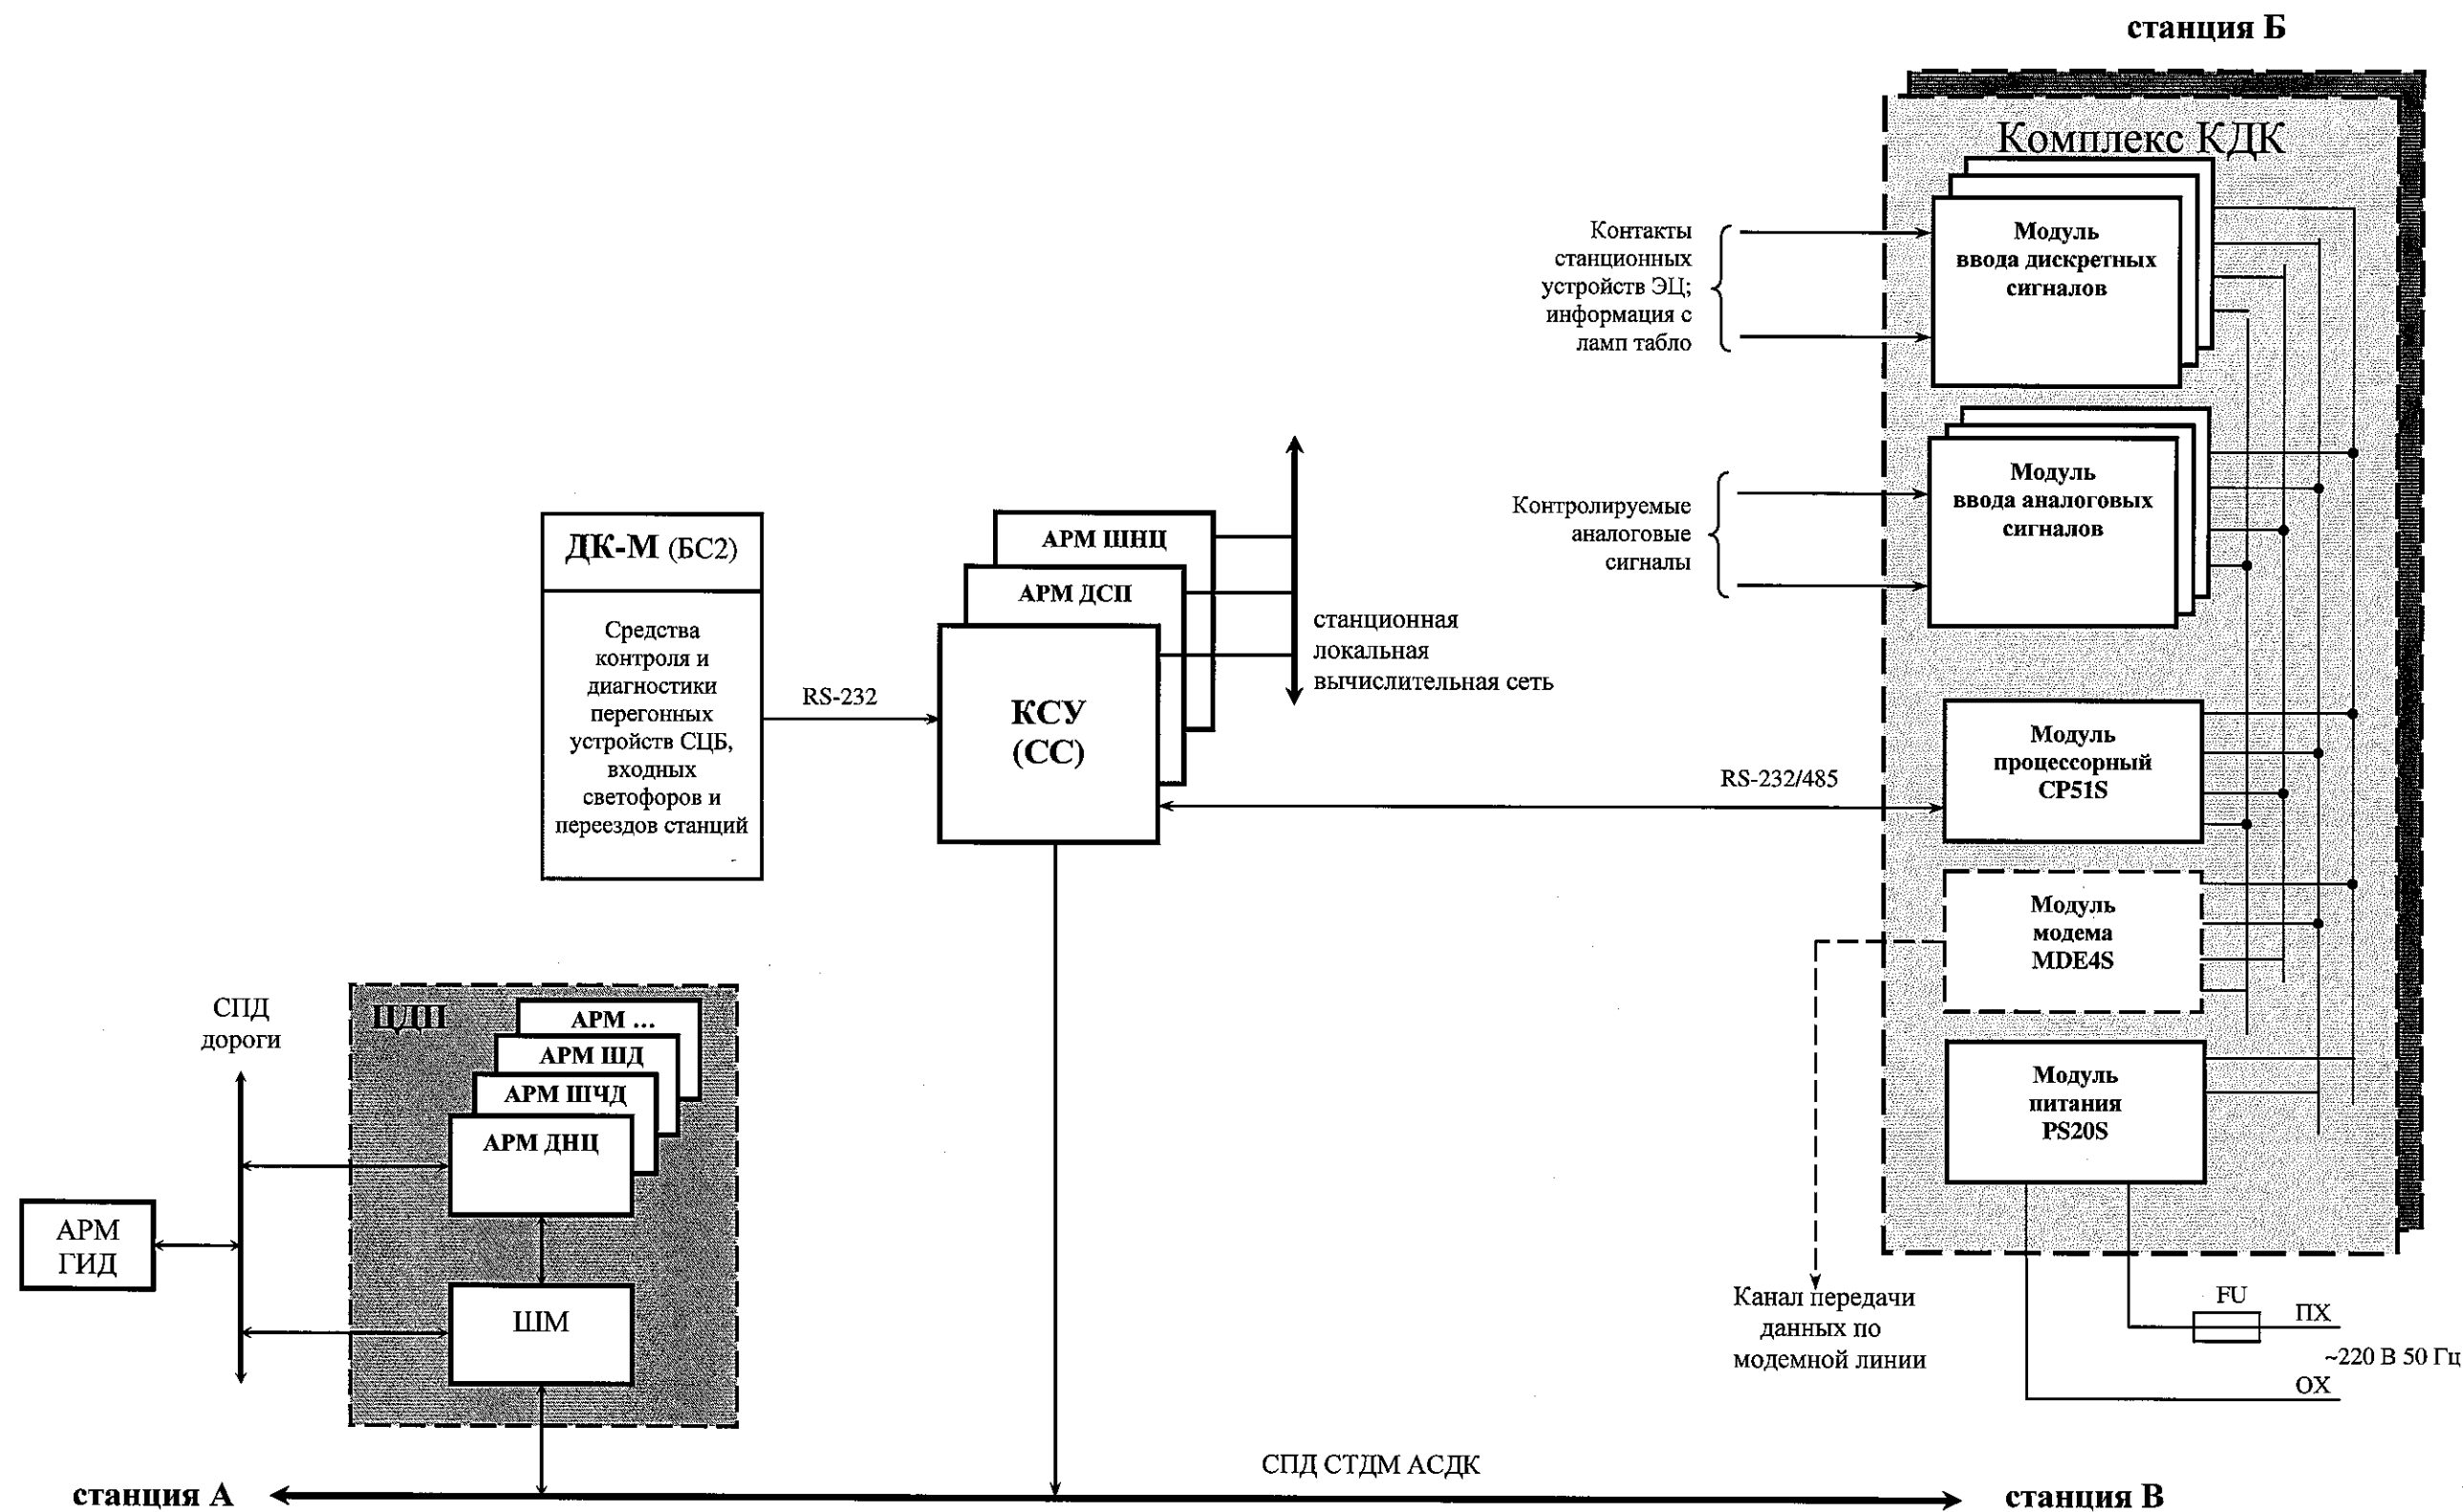 станция Б
Комплекс КДК
Контакты
станционных
устройств ЭЦ;
информация с
ламп табло
Модуль
ввода дискретных
сигналов
Контролируемые
аналоговые
сигналы
Модуль
ввода аналоговых
сигналов
ДК-М (БС2)
Средства
контроля и
диагностики
перегонных
устройств СЦБ,
входных
светофоров и
переездов станций
RS-232
АРМ ШНЦ
АРМ ДСП
КСУ
(СС)
станционная
локальная
вычислительная сеть
RS-232/485
Модуль
процессорный
CP51S
Модуль
модема
MDE4S
Модуль
питания
PS20S
СПД
дороги
ЦДП
АРМ ...
АРМ ШД
АРМ ШЧД
АРМ ДНЦ
АРМ
ГИД
ШМ
Канал передачи
данных по
модемной линии
FU
ПХ
~220 В 50 Гц
ОХ
СПД СТДМ АСДК
станция А
станция В